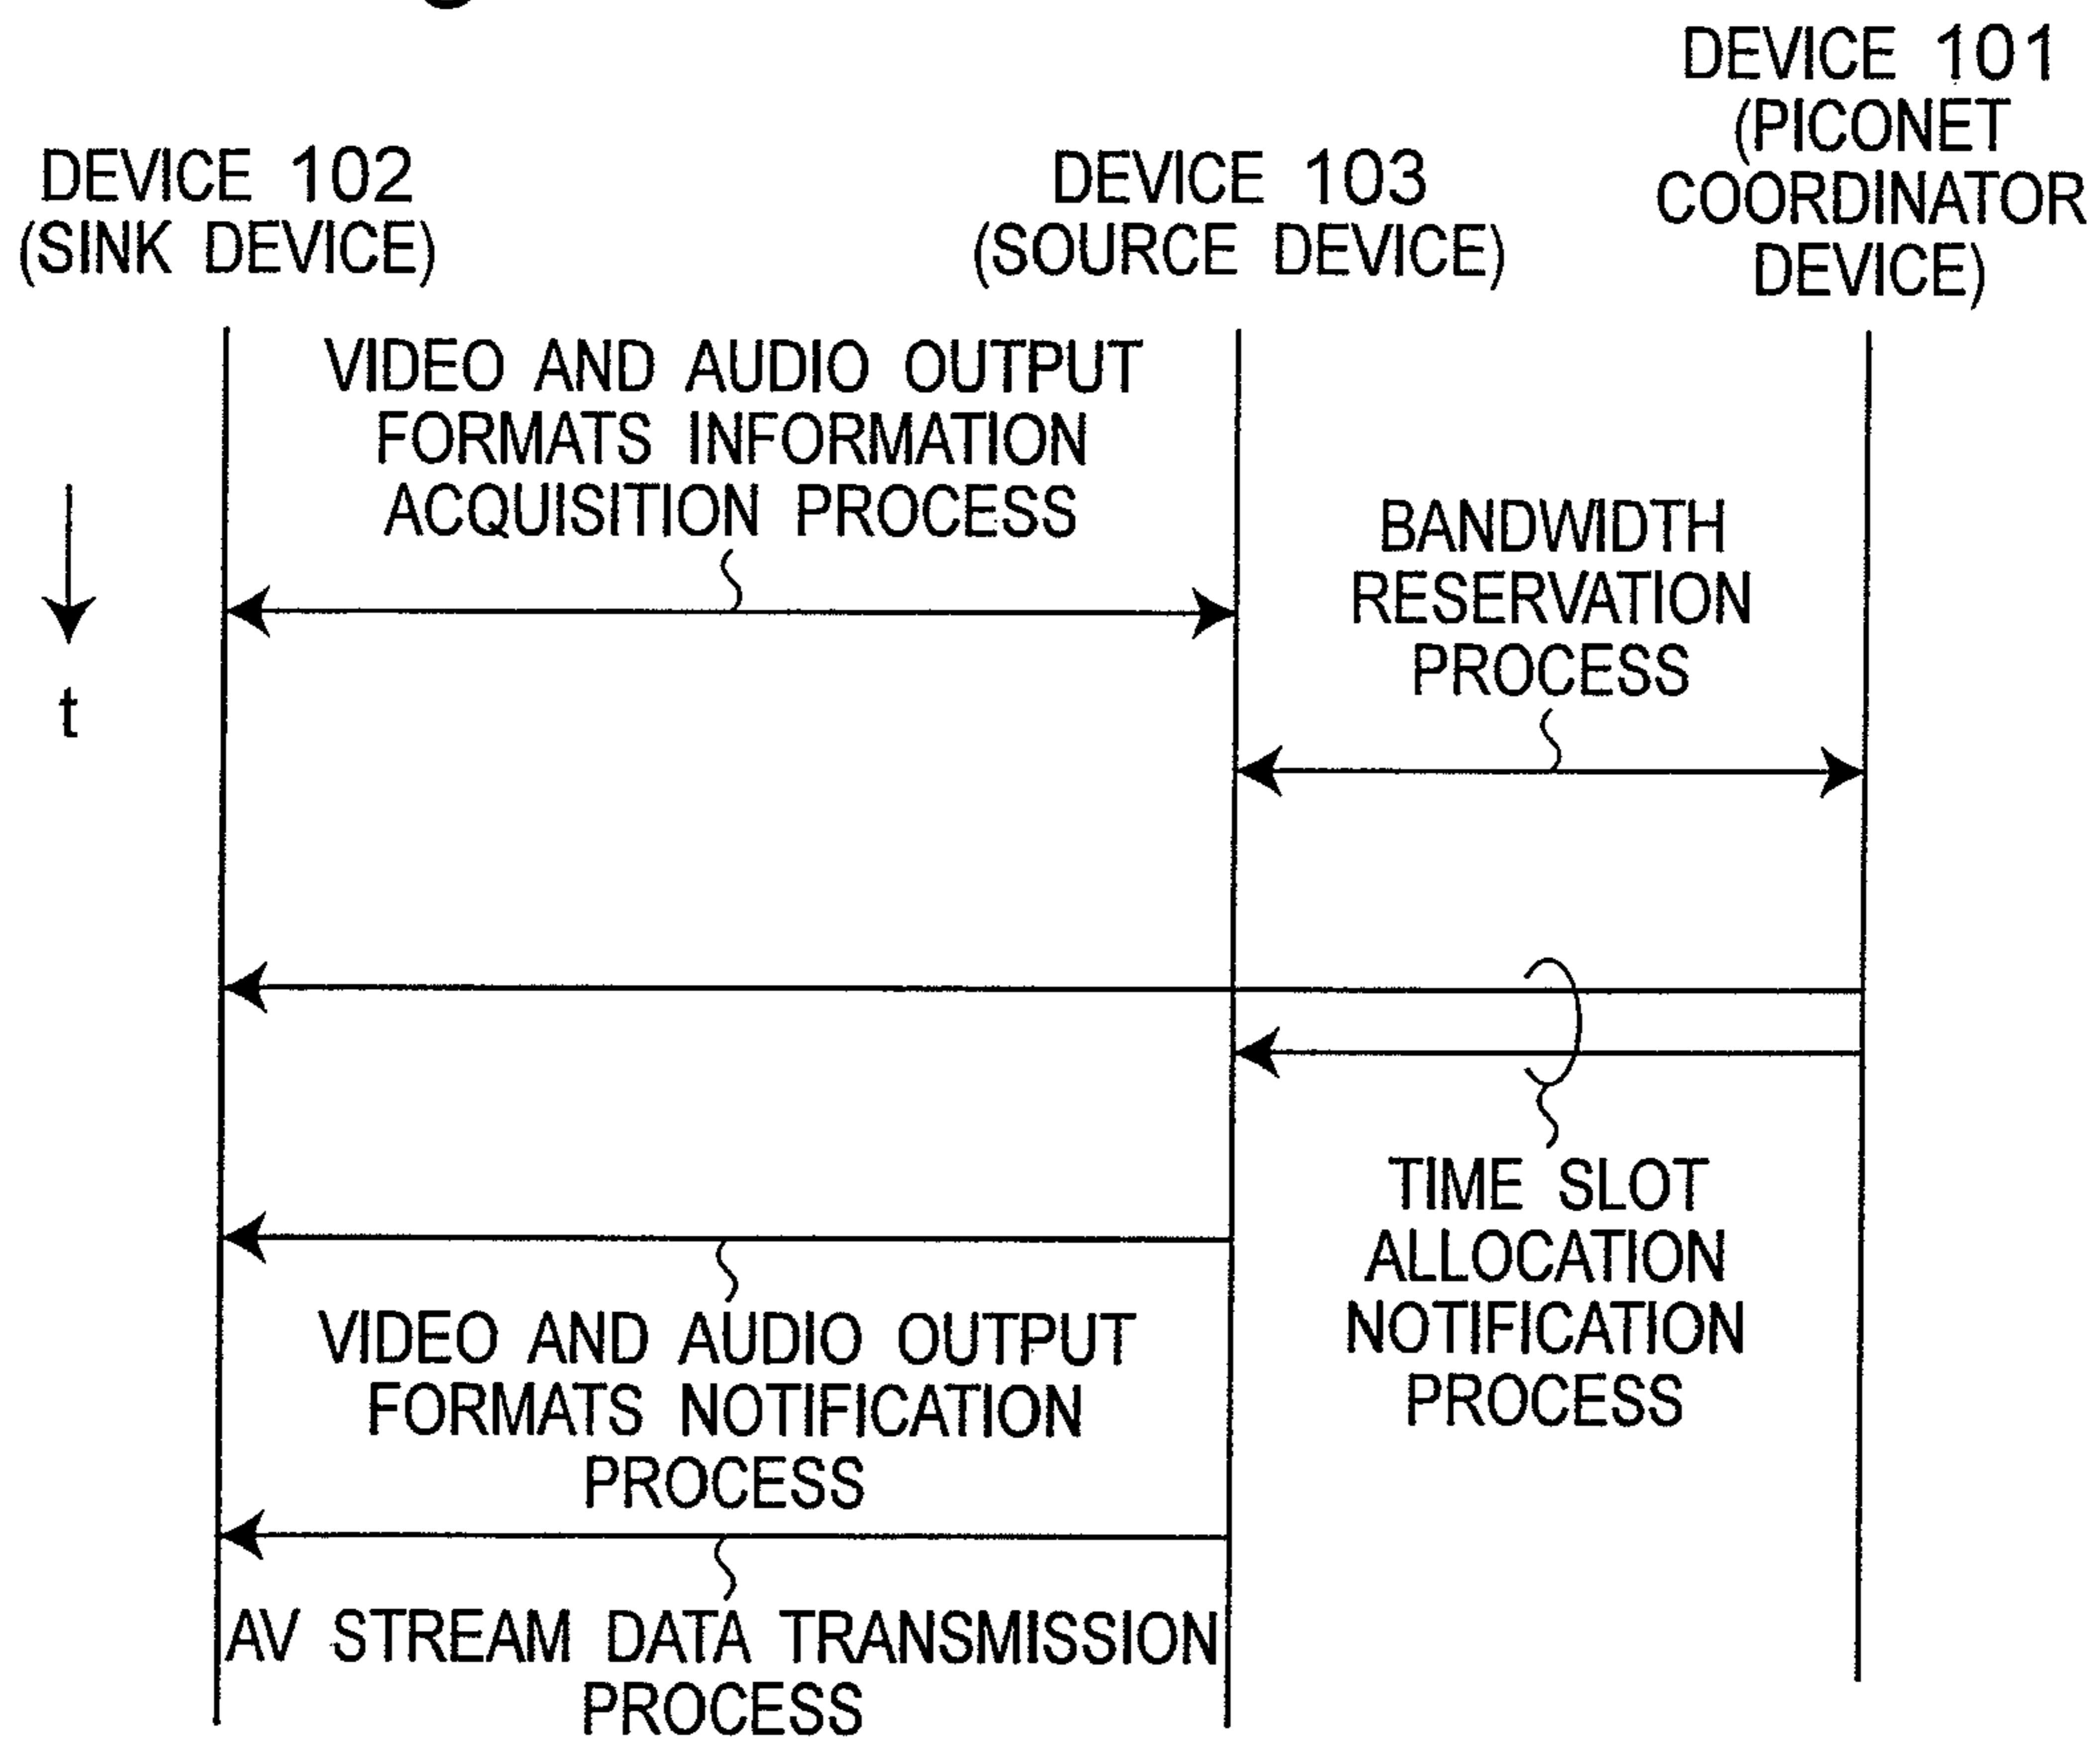 DEVICE 101
(PICONET
COORDINATOR
DEVICE)
DEVICE 102
(SINK DEVICE)
DEVICE 103
(SOURCE DEVICE)
VIDEO AND AUDIO OUTPUT
FORMATS INFORMATION
ACQUISITION PROCESS
BANDWIDTH
RESERVATION
PROCESS
t
TIME SLOT
ALLOCATION
NOTIFICATION
PROCESS
VIDEO AND AUDIO OUTPUT
FORMATS NOTIFICATION
PROCESS
AV STREAM DATA TRANSMISSION
PROCESS